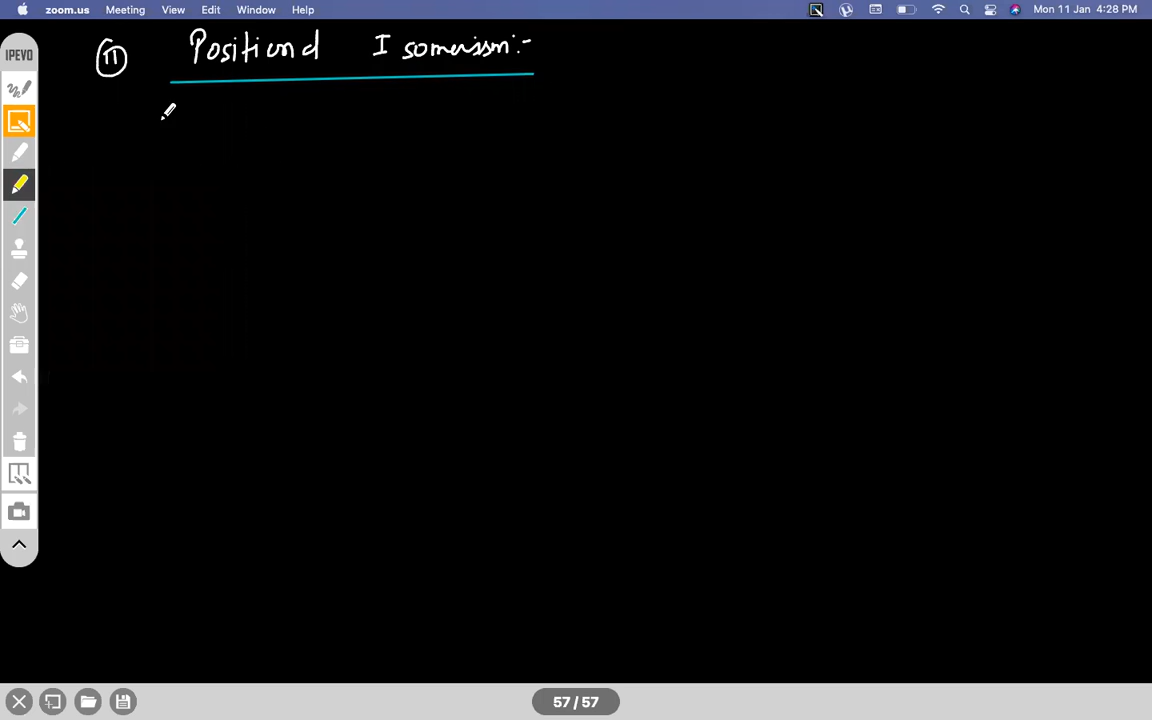 zoom.us Meeting View Edit Window Help Mon 11 Jan 4:28 PM
IPEVO
11 Positional Isomerism :-
57 / 57